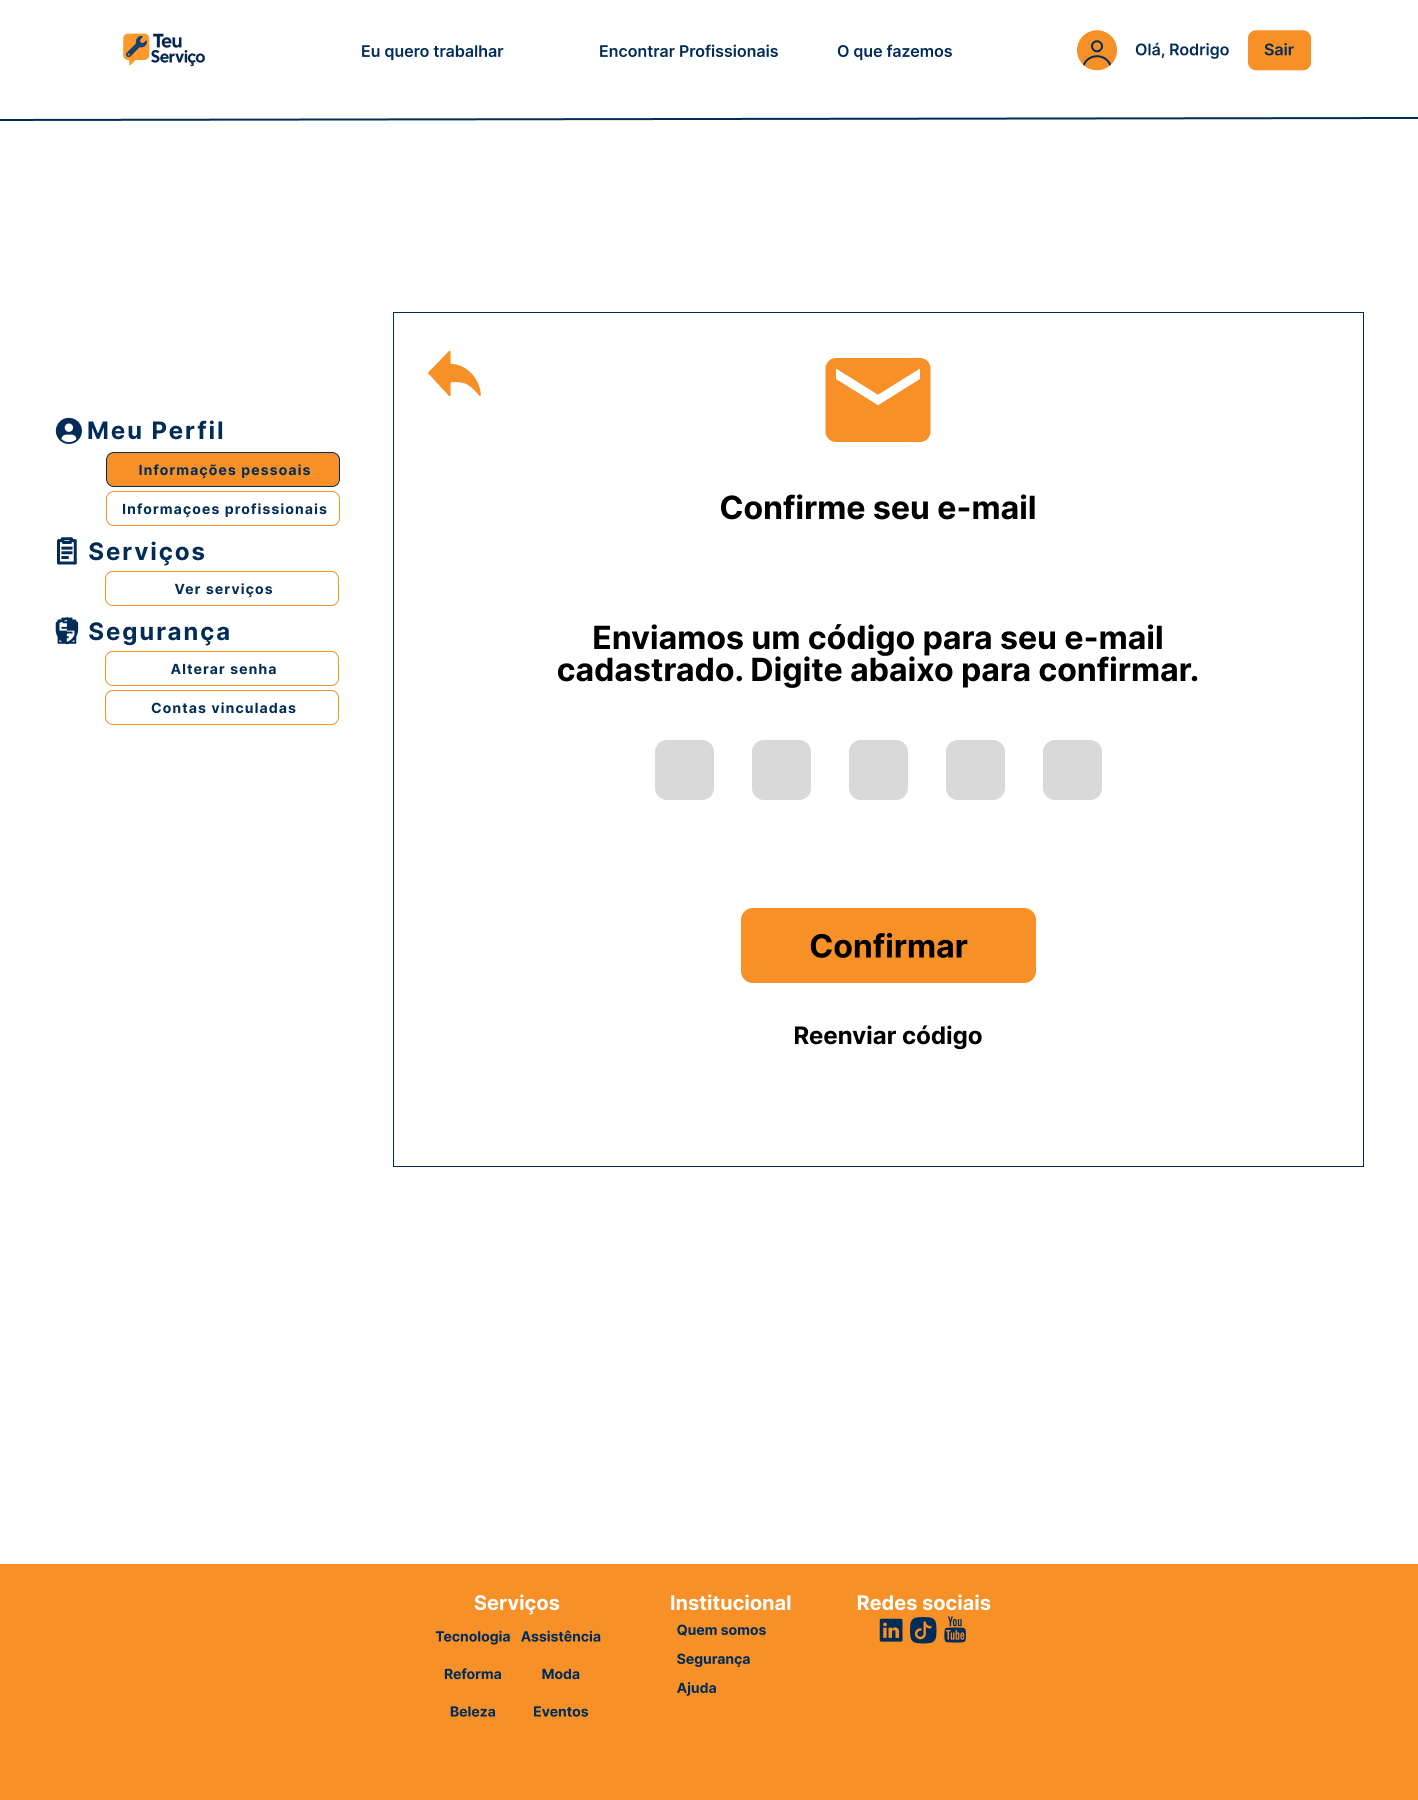 Teu
Serviço
Eu quero trabalhar
Encontrar Profissionais
O que fazemos
Olá, Rodrigo
Sair
Meu Perfil
Informações pessoais
Informaçoes profissionais
Serviços
Ver serviços
Segurança
Alterar senha
Contas vinculadas
Confirme seu e-mail
Enviamos um código para seu e-mail
cadastrado. Digite abaixo para confirmar.
Confirmar
Reenviar código
Serviços
Tecnologia Assistência
Reforma Moda
Beleza Eventos
Institucional
Quem somos
Segurança
Ajuda
Redes sociais
in
You
Tube